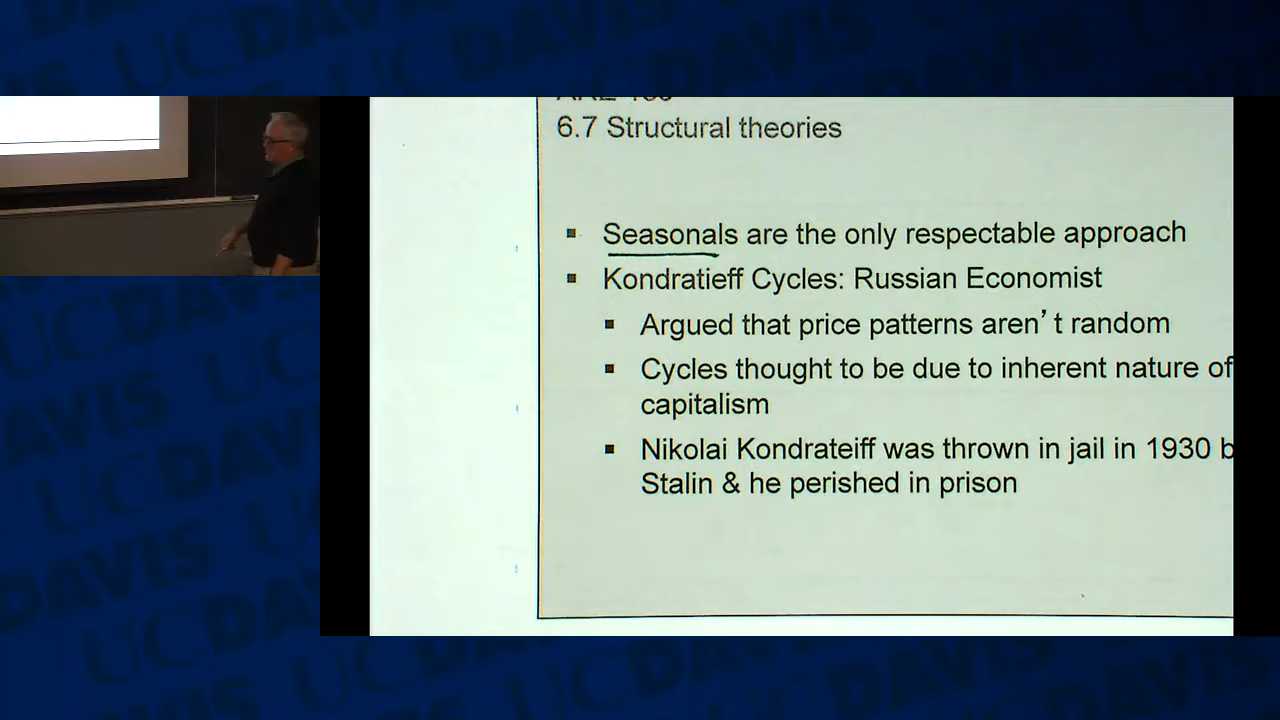 UCDAVIS
6.7 Structural theories
▪ Seasonals are the only respectable approach
▪ Kondratieff Cycles: Russian Economist
▪ Argued that price patterns aren’t random
▪ Cycles thought to be due to inherent nature of
capitalism
▪ Nikolai Kondrateiff was thrown in jail in 1930 b
Stalin & he perished in prison